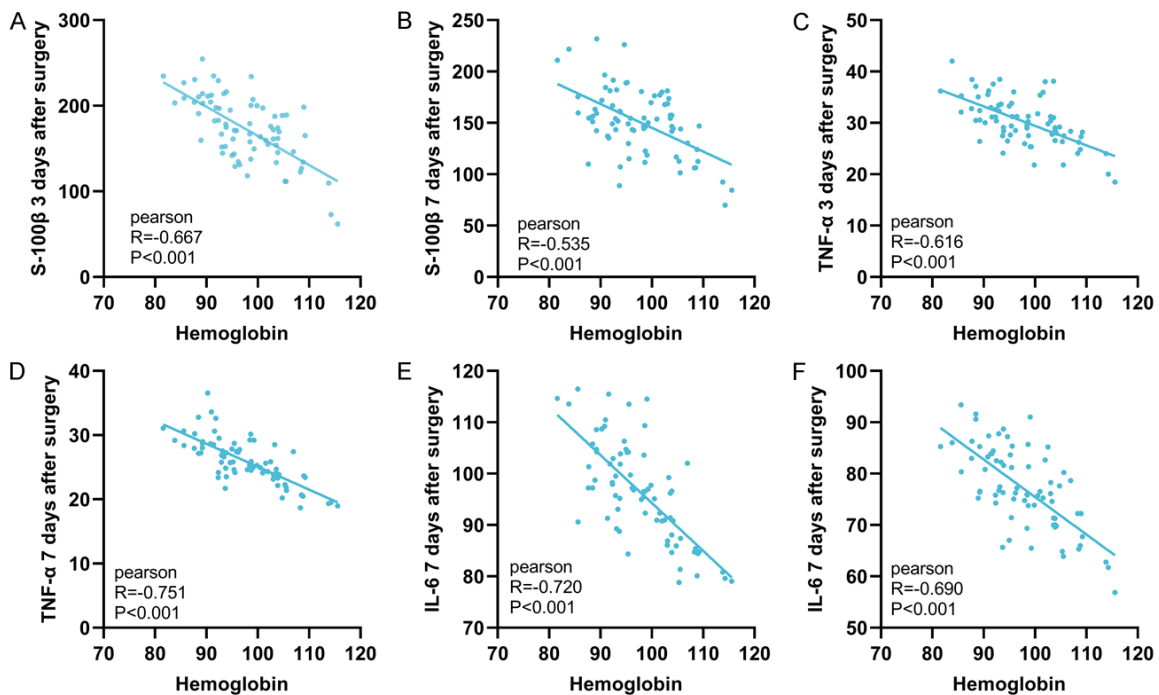 A
S-100β 3 days after surgery
300
200
100
0
pearson
R=-0.667
P<0.001
70 80 90 100 110 120
Hemoglobin
B
S-100β 7 days after surgery
250
200
150
100
50
0
pearson
R=-0.535
P<0.001
70 80 90 100 110 120
Hemoglobin
C
TNF-α 3 days after surgery
50
40
30
20
10
0
pearson
R=-0.616
P<0.001
70 80 90 100 110 120
Hemoglobin
D
TNF-α 7 days after surgery
40
30
20
10
0
pearson
R=-0.751
P<0.001
70 80 90 100 110 120
Hemoglobin
E
IL-6 7 days after surgery
120
110
100
90
80
70
pearson
R=-0.720
P<0.001
70 80 90 100 110 120
Hemoglobin
F
IL-6 7 days after surgery
100
90
80
70
60
50
pearson
R=-0.690
P<0.001
70 80 90 100 110 120
Hemoglobin